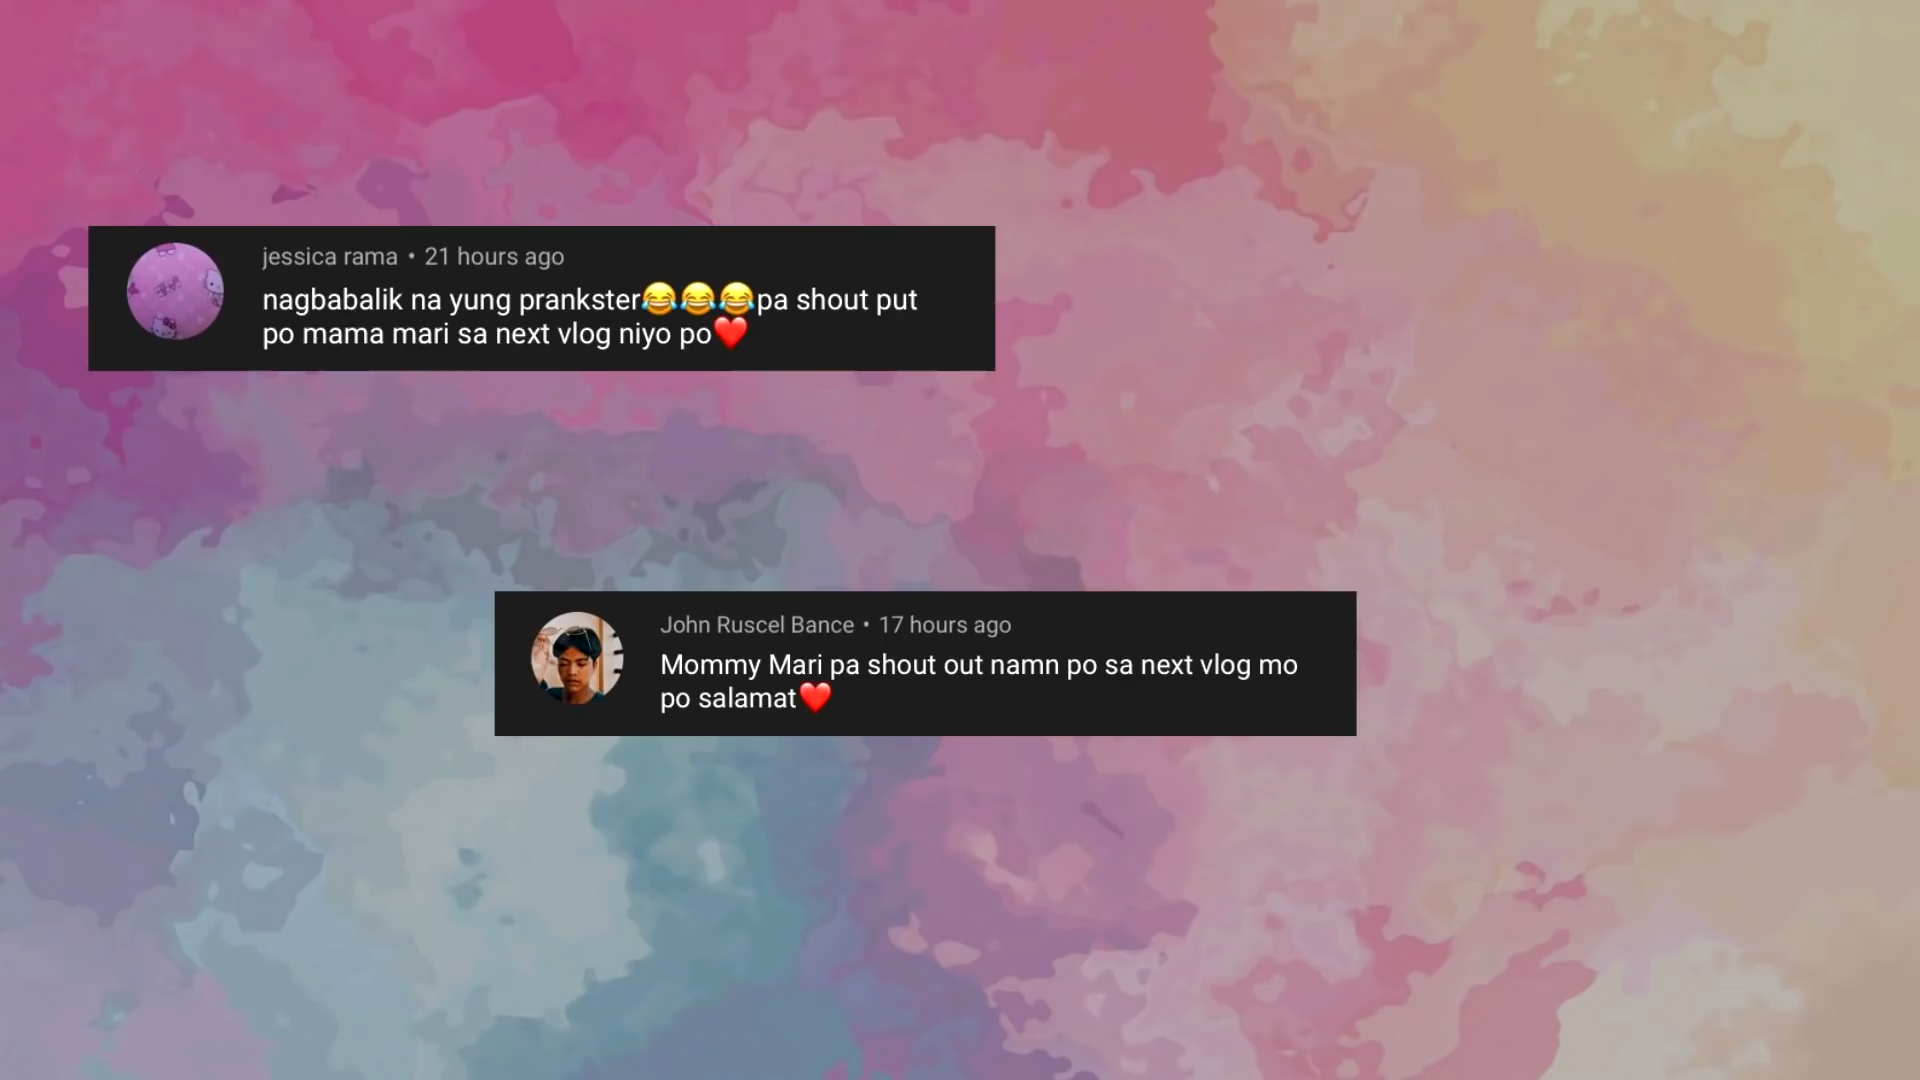 jessica rama • 21 hours ago
nagbabalik na yung prankster😂😂😂pa shout put
po mama mari sa next vlog niyo po❤️
John Ruscel Bance • 17 hours ago
Mommy Mari pa shout out namn po sa next vlog mo
po salamat❤️